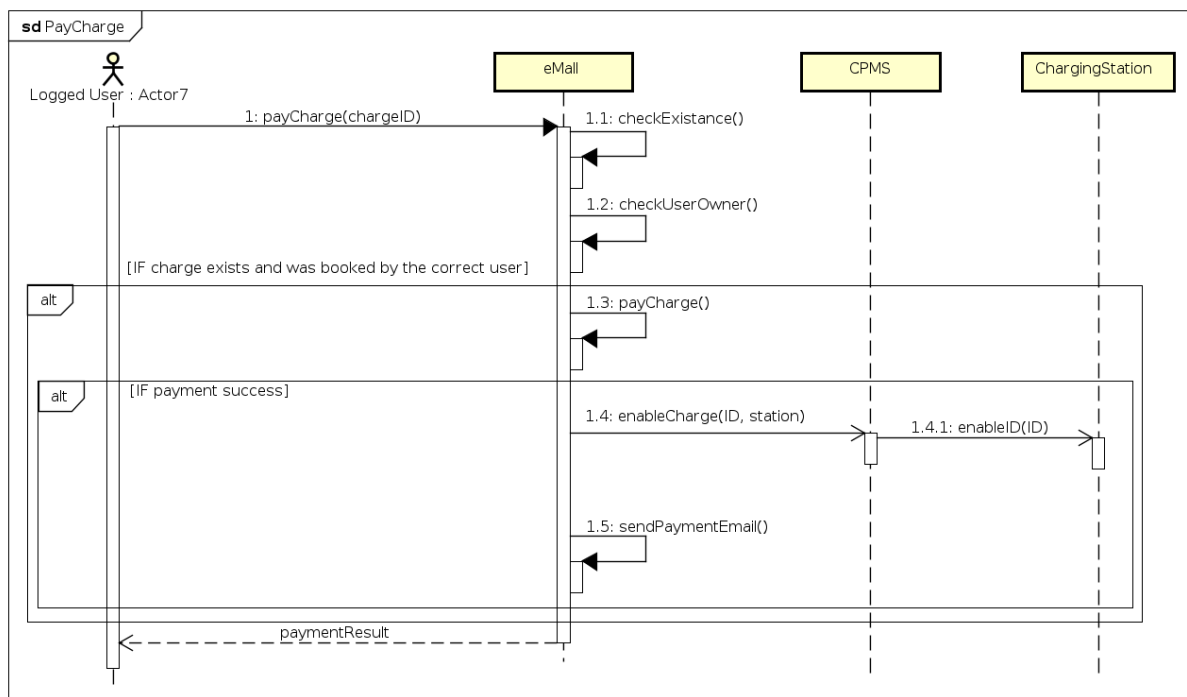 sd PayCharge
Logged User : Actor7
eMall
CPMS
ChargingStation
1: payCharge(chargeID)
1.1: checkExistance()
1.2: checkUserOwner()
[IF charge exists and was booked by the correct user]
alt
1.3: payCharge()
alt
[IF payment success]
1.4: enableCharge(ID, station)
1.4.1: enableID(ID)
1.5: sendPaymentEmail()
paymentResult